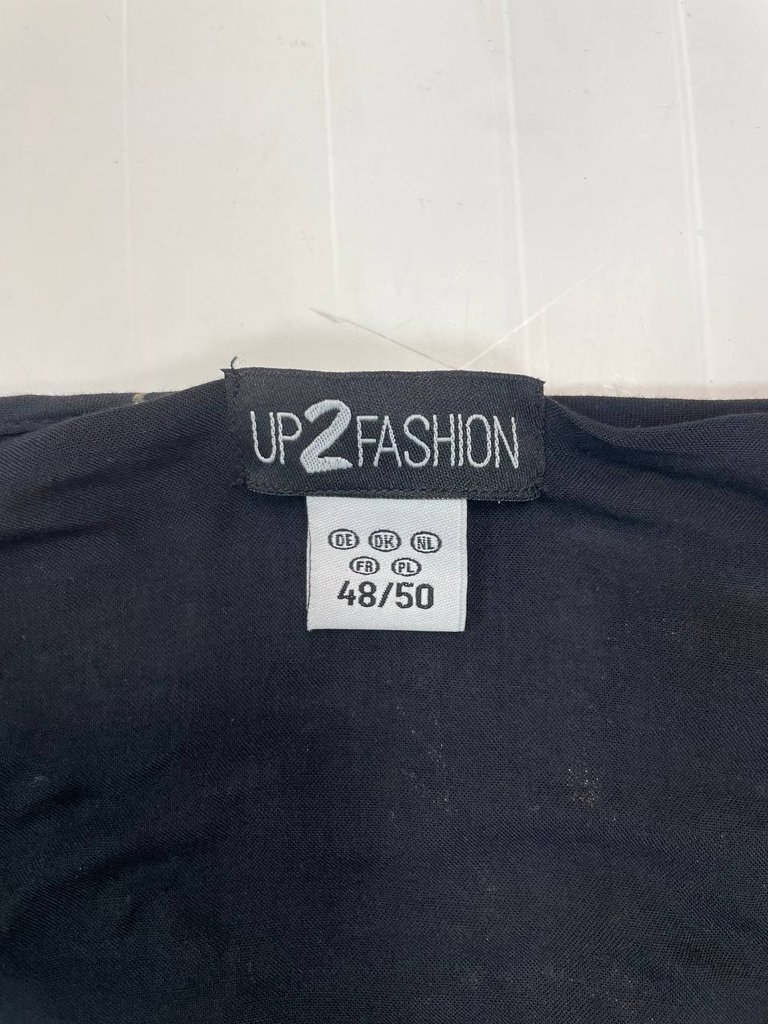 UP2FASHION
DE DK NL
FR PL
48/50